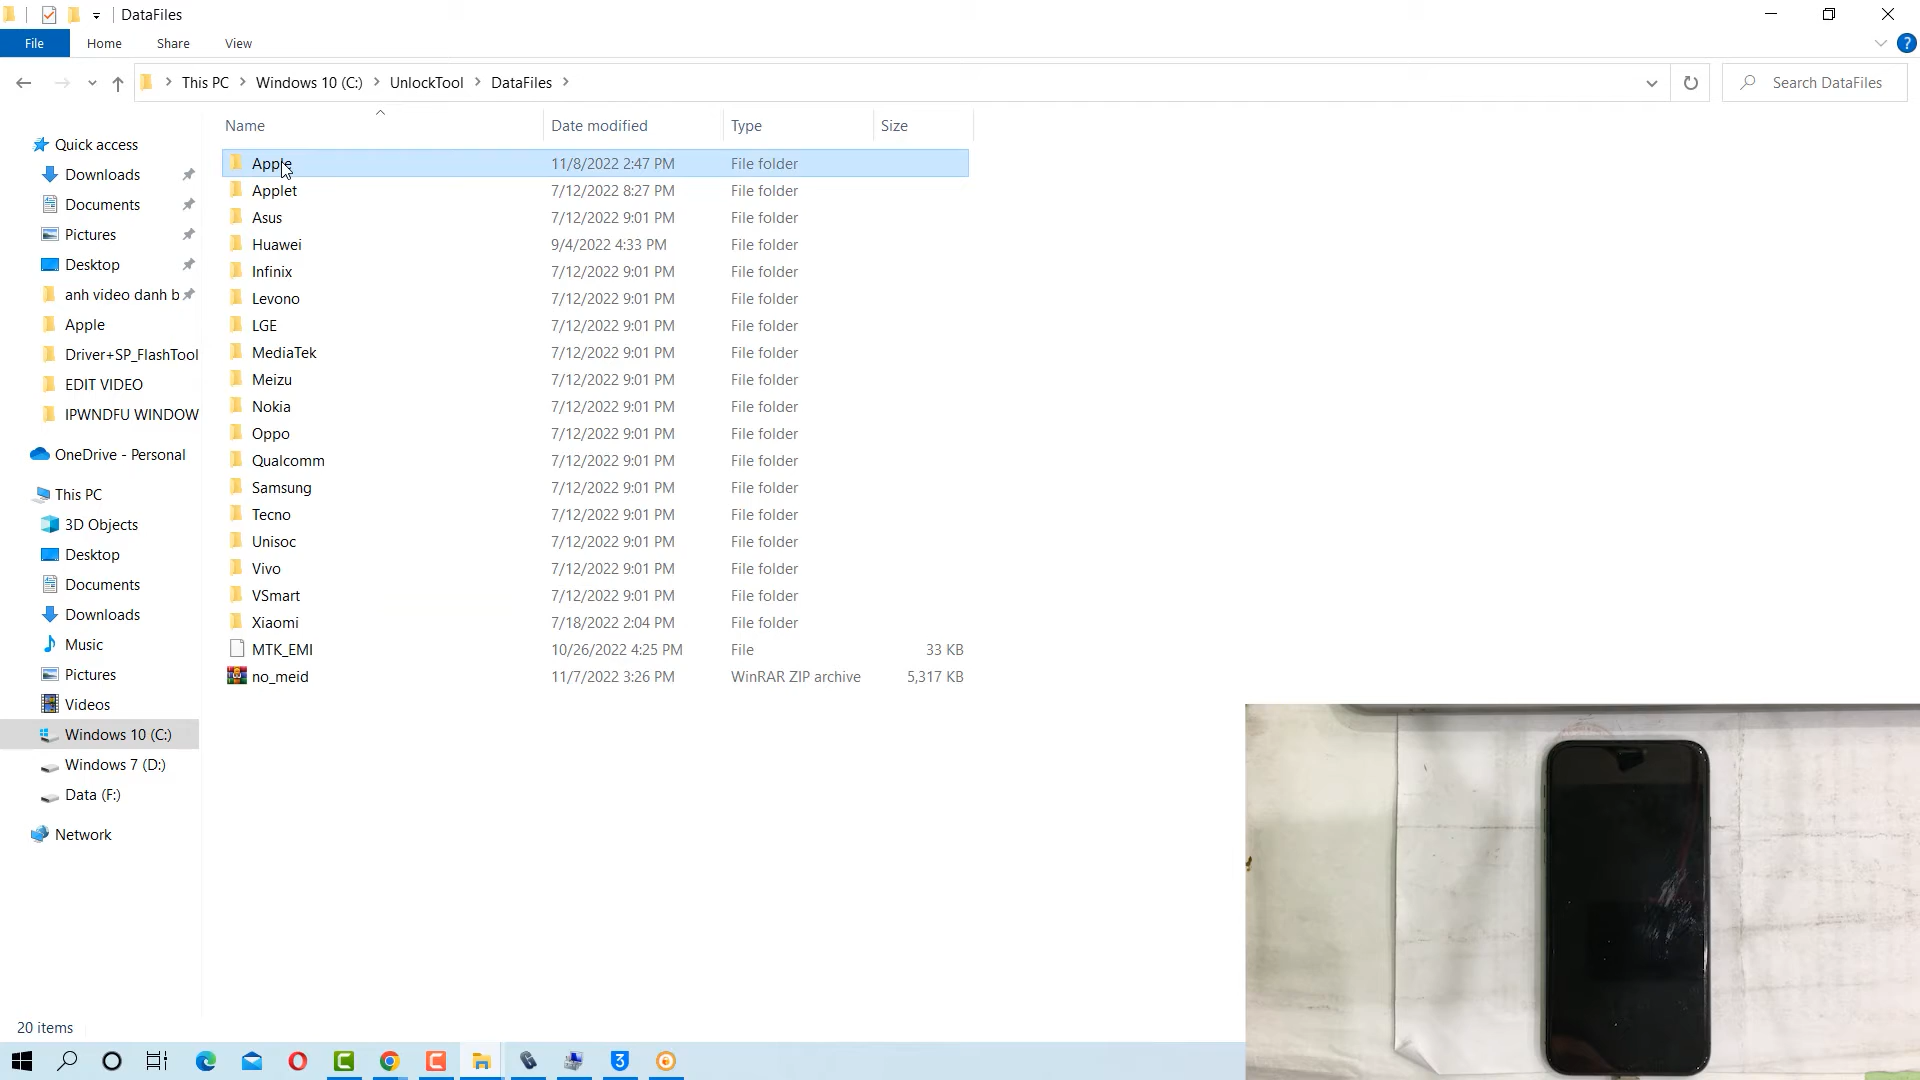 DataFiles
File Home Share View
This PC Windows 10 (C:) UnlockTool DataFiles
Search DataFiles
Name Date modified Type Size
Quick access
Downloads
Documents
Pictures
Desktop
anh video danh b
Apple
Driver+SP_FlashTool
EDIT VIDEO
IPWNDFU WINDOW
OneDrive - Personal
This PC
3D Objects
Desktop
Documents
Downloads
Music
Pictures
Videos
Windows 10 (C:)
Windows 7 (D:)
Data (F:)
Network
Apple 11/8/2022 2:47 PM File folder
Applet 7/12/2022 8:27 PM File folder
Asus 7/12/2022 9:01 PM File folder
Huawei 9/4/2022 4:33 PM File folder
Infinix 7/12/2022 9:01 PM File folder
Levono 7/12/2022 9:01 PM File folder
LGE 7/12/2022 9:01 PM File folder
MediaTek 7/12/2022 9:01 PM File folder
Meizu 7/12/2022 9:01 PM File folder
Nokia 7/12/2022 9:01 PM File folder
Oppo 7/12/2022 9:01 PM File folder
Qualcomm 7/12/2022 9:01 PM File folder
Samsung 7/12/2022 9:01 PM File folder
Tecno 7/12/2022 9:01 PM File folder
Unisoc 7/12/2022 9:01 PM File folder
Vivo 7/12/2022 9:01 PM File folder
VSmart 7/12/2022 9:01 PM File folder
Xiaomi 7/18/2022 2:04 PM File folder
MTK_EMI 10/26/2022 4:25 PM File 33 KB
no_meid 11/7/2022 3:26 PM WinRAR ZIP archive 5,317 KB
20 items